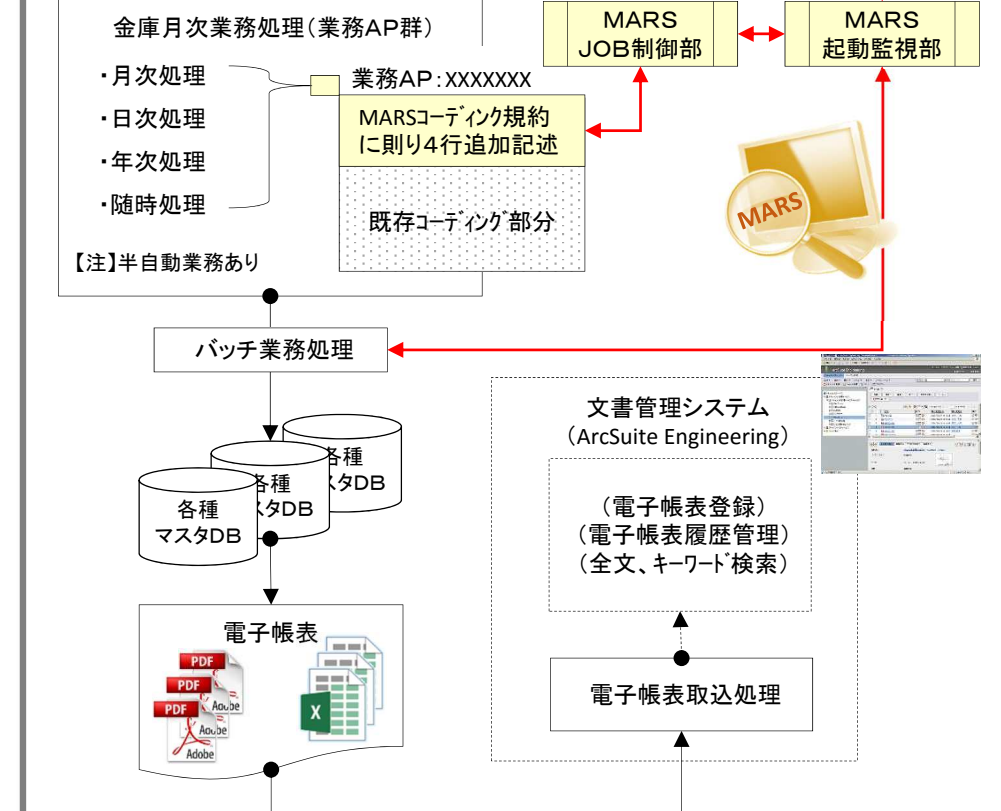 金庫月次業務処理（業務AP群）
・月次処理
・日次処理
・年次処理
・随時処理
【注】半自動業務あり
業務AP：XXXXXXX
MARSｺｰﾃﾞｨﾝｸ規約
に則り4行追加記述
既存ｺｰﾃﾞｨﾝｸﾞ部分
MARS
JOB制御部
MARS
起動監視部
MARS
バッチ業務処理
各種
マスタDB
各種
スタDB
各種
スタDB
文書管理システム
（ArcSuite Engineering）
（電子帳表登録）
（電子帳表履歴管理）
（全文、ｷｰﾜｰﾄﾞ検索）
電子帳表取込処理
電子帳表
PDF
PDF
PDF
Adobe
Adobe
Adobe
X